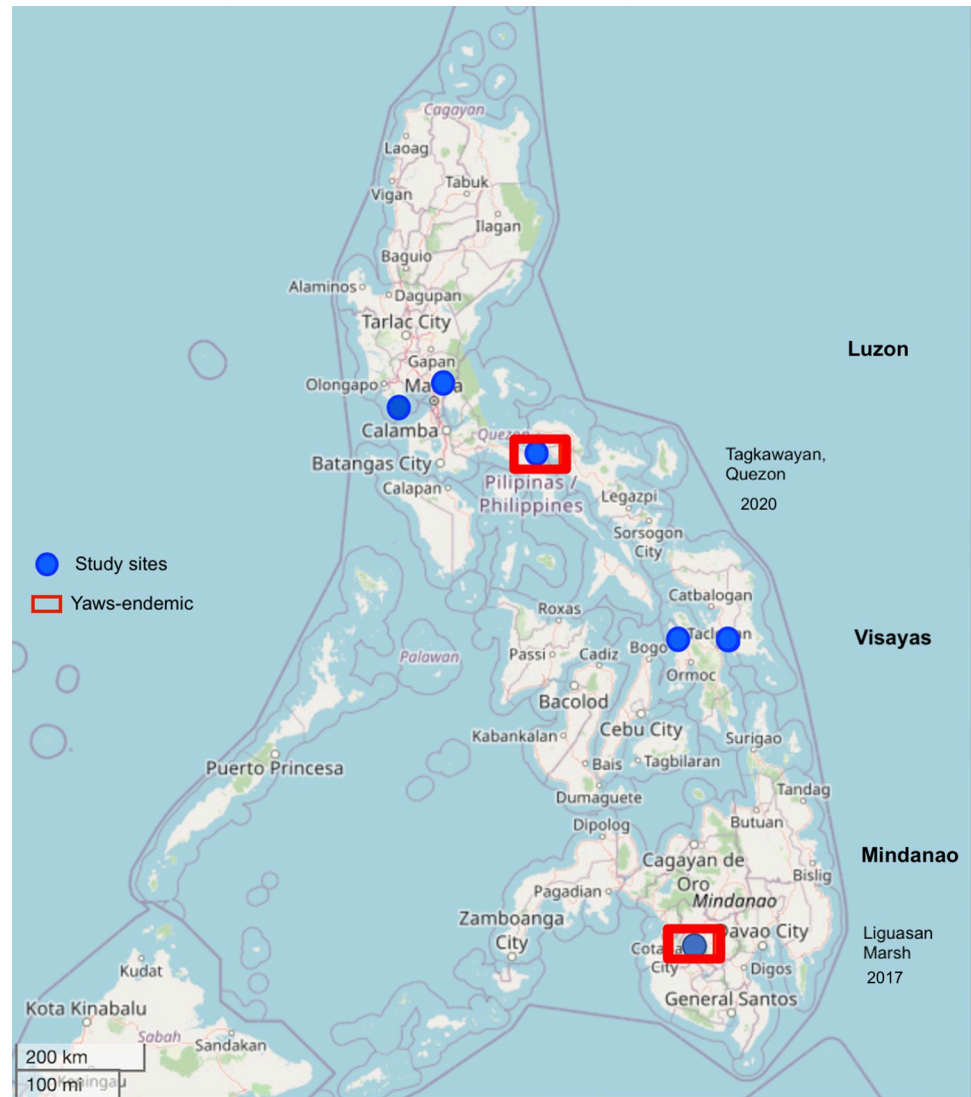 Cagayan
Laoag
Tabuk
Vigan
Ilagan
Baguio
Alaminos
Dagupan
Tarlac City
Luzon
Gapan
Olongapo
Calamba
Quezon
Batangas City
Tagkawayan,
Quezon
2020
Calapan
Pilipinas /
Philippines
Legazpi
Sorsogon
City
Study sites
Yaws-endemic
Catbalogan
Roxas
Visayas
Palawan
Passi
Cadiz
Bogo
Ormoc
Bacolod
Cebu City
Kabankalan
Surigao
Bais
Tagbilaran
Puerto Princesa
Tandag
Dumaguete
Butuan
Dipolog
Mindanao
Cagayan de
Oro
Bislig
Pagadian
Mindanao
Zamboanga
City
Davao City
Liguasan
Marsh
2017
City
Digos
Kudat
General Santos
Kota Kinabalu
Sabah
Sandakan
200 km
100 mi